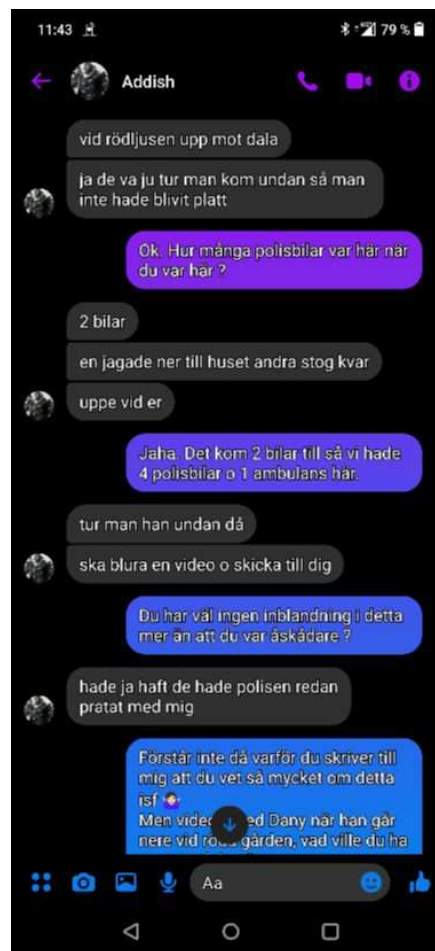 11:43
79 %
Addish
vid rödljusen upp mot dala
ja de va ju tur man kom undan så man
inte hade blivit platt
Ok. Hur många polisbilar var här när
du var här ?
2 bilar
en jagade ner till huset andra stog kvar
uppe vid er
Jaha. Det kom 2 bilar till så vi hade
4 polisbilar o 1 ambulans här.
tur man han undan då
ska blura en video o skicka till dig
Du har väl ingen inblandning i detta
mer än att du var åskådare ?
hade ja haft de hade polisen redan
pratat med mig
Förstår inte då varför du skriver till
mig att du vet så mycket om detta
isf 🤷🏻‍♀️
Men Dany när han går
nere vid gården, vad ville du ha
Aa